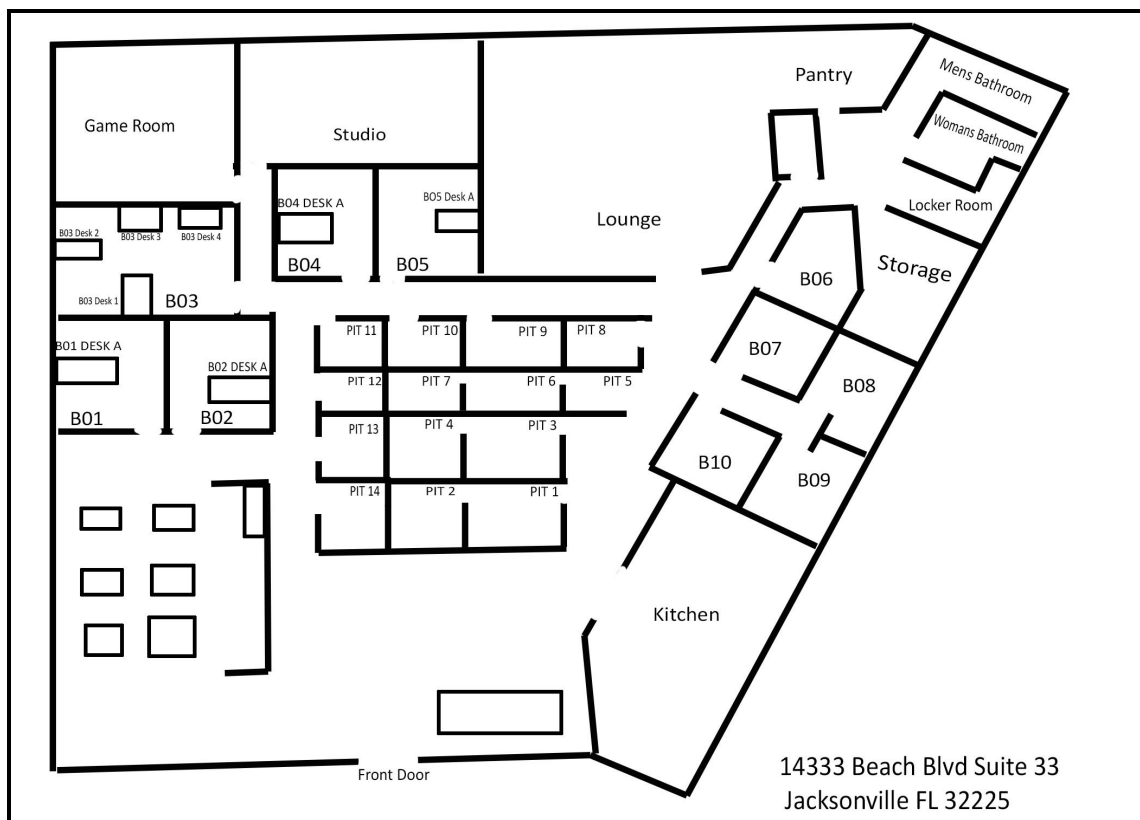 Pantry
Mens Bathroom
Womans Bathroom
Game Room
Studio
Locker Room
B04 DESK A
BO5 Desk A
Lounge
B03 Desk 2
B03 Desk 3
B03 Desk 4
B04
B05
B06
Storage
B03 Desk 1
B03
PIT 11
PIT 10
PIT 9
PIT 8
B01 DESK A
B02 DESK A
B07
PIT 12
PIT 7
PIT 6
PIT 5
B08
B01
B02
PIT 13
PIT 4
PIT 3
B10
B09
PIT 14
PIT 2
PIT 1
Kitchen
Front Door
14333 Beach Blvd Suite 33
Jacksonville FL 32225